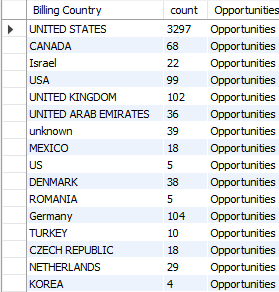 Billing Country count Opportunities
UNITED STATES 3297 Opportunities
CANADA 68 Opportunities
Israel 22 Opportunities
USA 99 Opportunities
UNITED KINGDOM 102 Opportunities
UNITED ARAB EMIRATES 36 Opportunities
unknown 39 Opportunities
MEXICO 18 Opportunities
US 5 Opportunities
DENMARK 38 Opportunities
ROMANIA 5 Opportunities
Germany 104 Opportunities
TURKEY 10 Opportunities
CZECH REPUBLIC 18 Opportunities
NETHERLANDS 29 Opportunities
KOREA 4 Opportunities